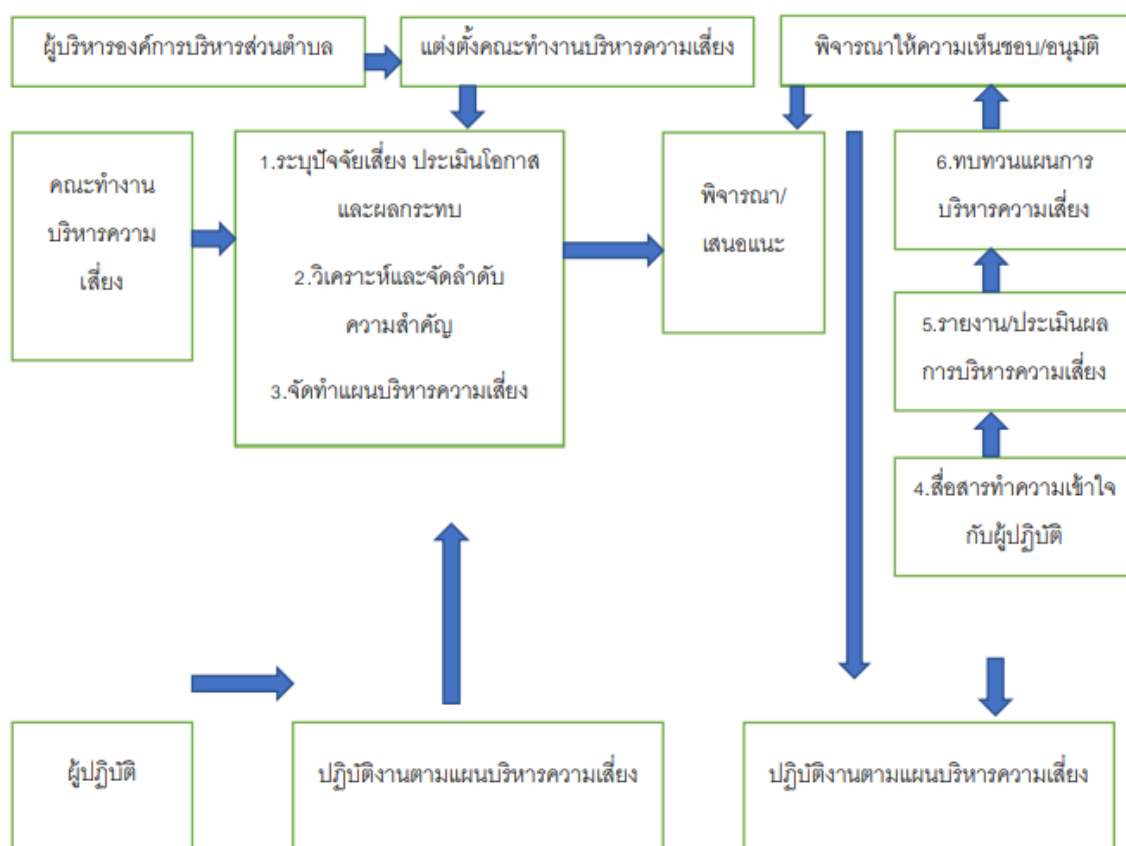 ผู้บริหารองค์การบริหารส่วนตำบล
แต่งตั้งคณะทำงานบริหารความเสี่ยง
พิจารณาให้ความเห็นชอบ/อนุมัติ
คณะทำงาน
บริหารความ
เสี่ยง
1.ระบุปัจจัยเสี่ยง ประเมินโอกาส
และผลกระทบ
2.วิเคราะห์และจัดลำดับ
ความสำคัญ
3.จัดทำแผนบริหารความเสี่ยง
พิจารณา/
เสนอแนะ
6.ทบทวนแผนการ
บริหารความเสี่ยง
5.รายงาน/ประเมินผล
การบริหารความเสี่ยง
4.สื่อสารทำความเข้าใจ
กับผู้ปฏิบัติ
ผู้ปฏิบัติ
ปฏิบัติงานตามแผนบริหารความเสี่ยง
ปฏิบัติงานตามแผนบริหารความเสี่ยง